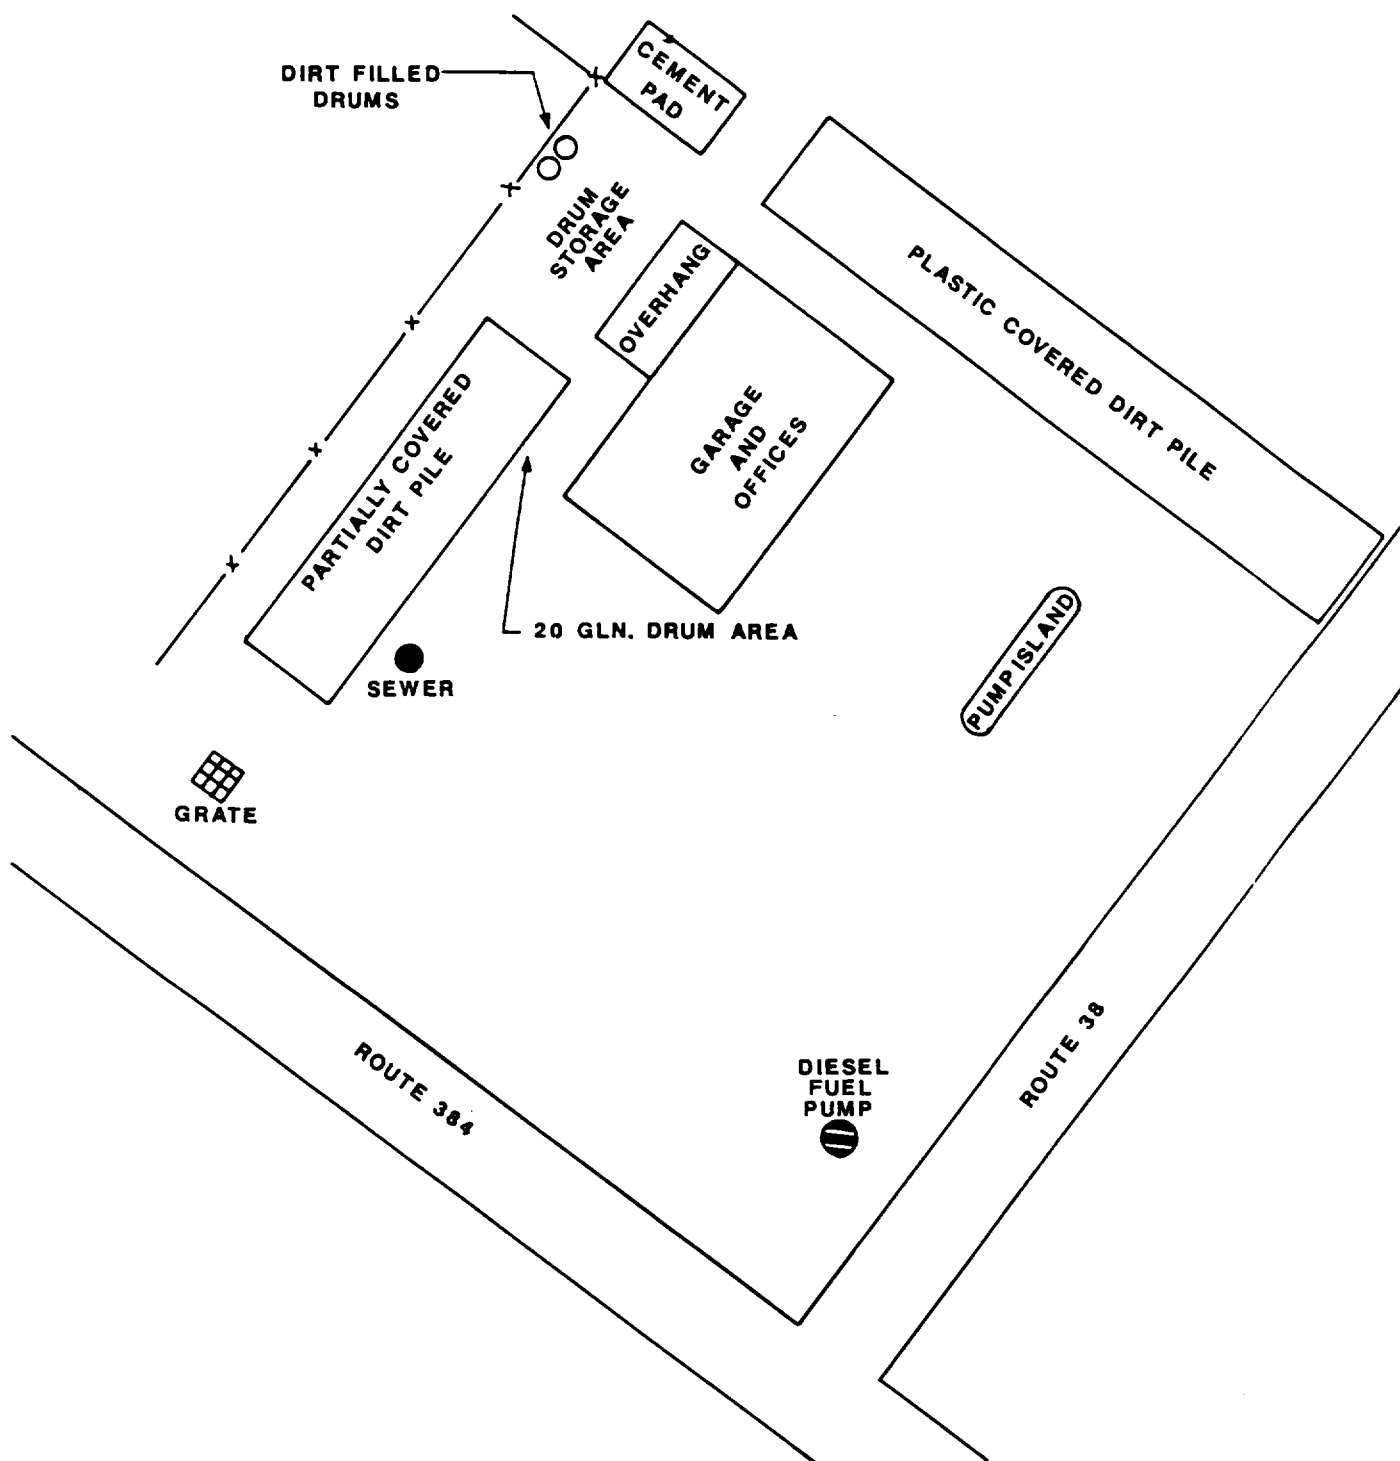 CEMENT
PAD
DIRT FILLED
DRUMS
DRUM
STORAGE
AREA
OVERHANG
PLASTIC COVERED DIRT PILE
PARTIALLY COVERED
DIRT PILE
GARAGE
AND
OFFICES
20 GLN. DRUM AREA
SEWER
PUMP ISLAND
GRATE
ROUTE 384
DIESEL
FUEL
PUMP
ROUTE 38